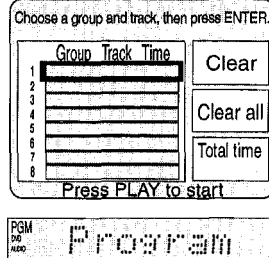 Choose a group and track, then press ENTER.
Group Track Time
1
2
3
4
5
6
7
8
Clear
Clear all
Total time
Press PLAY to start
PGM
DVD
AUDIO
Program